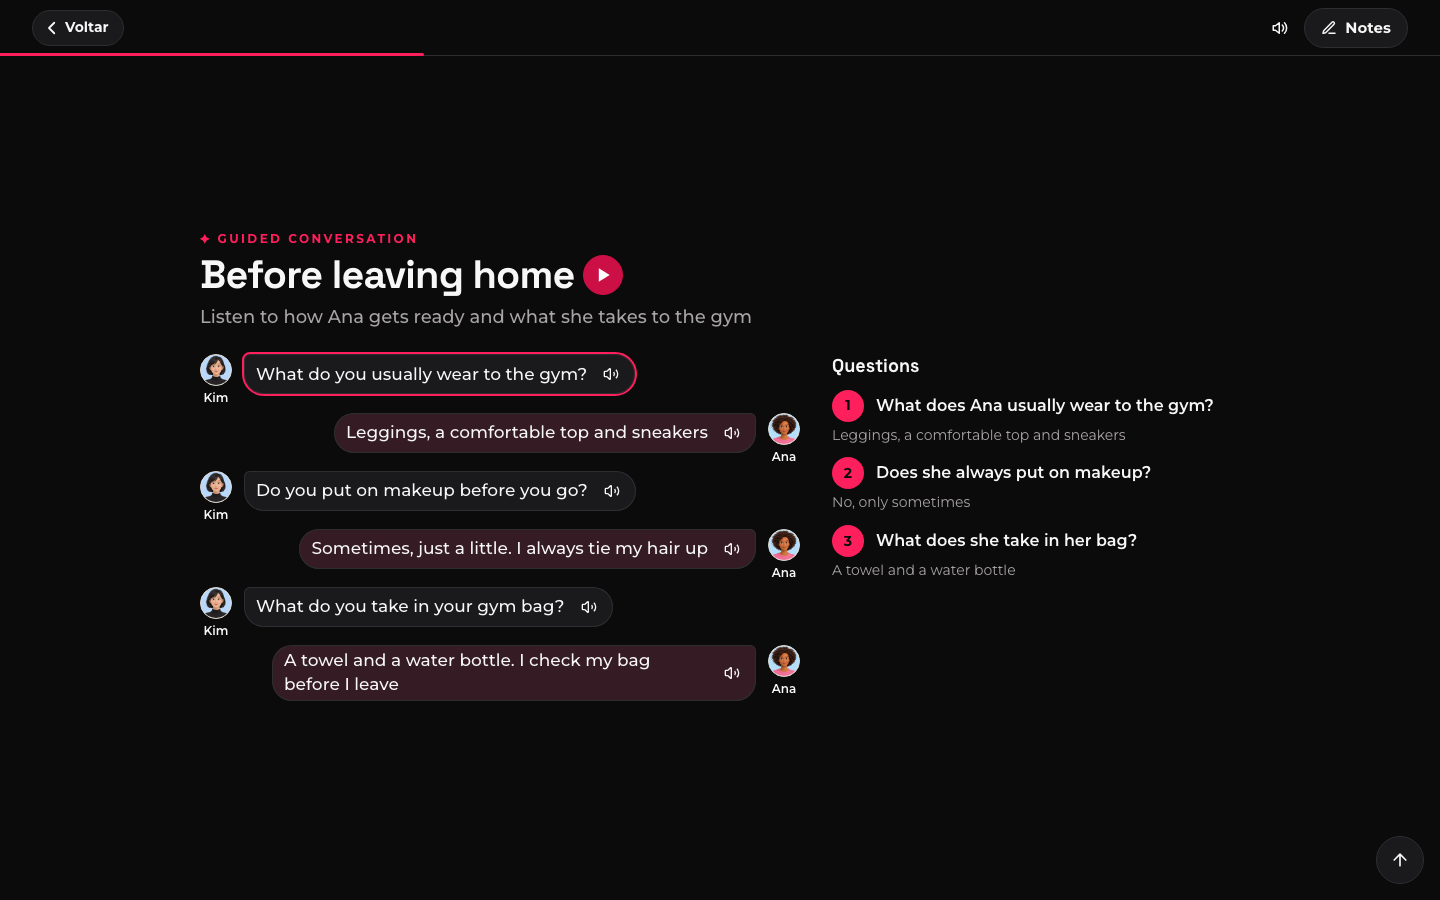 Voltar
Notes
GUIDED CONVERSATION
Before leaving home
Listen to how Ana gets ready and what she takes to the gym
What do you usually wear to the gym?
Kim
Leggings, a comfortable top and sneakers
Ana
Do you put on makeup before you go?
Kim
Sometimes, just a little. I always tie my hair up
Ana
What do you take in your gym bag?
Kim
A towel and a water bottle. I check my bag
before I leave
Ana
Questions
1 What does Ana usually wear to the gym?
Leggings, a comfortable top and sneakers
2 Does she always put on makeup?
No, only sometimes
3 What does she take in her bag?
A towel and a water bottle